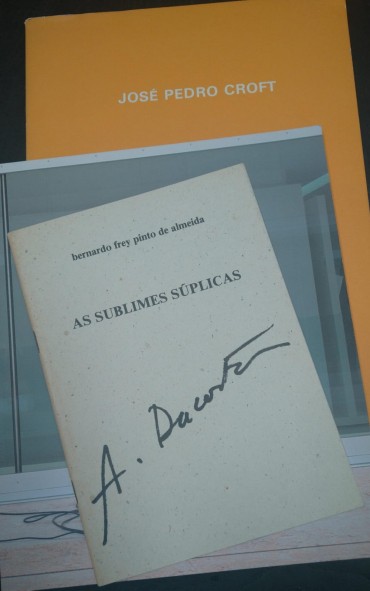 JOSÉ PEDRO CROFT
bernardo frey pinto de almeida
AS SUBLIMES SÚPLICAS
A. Dacosta